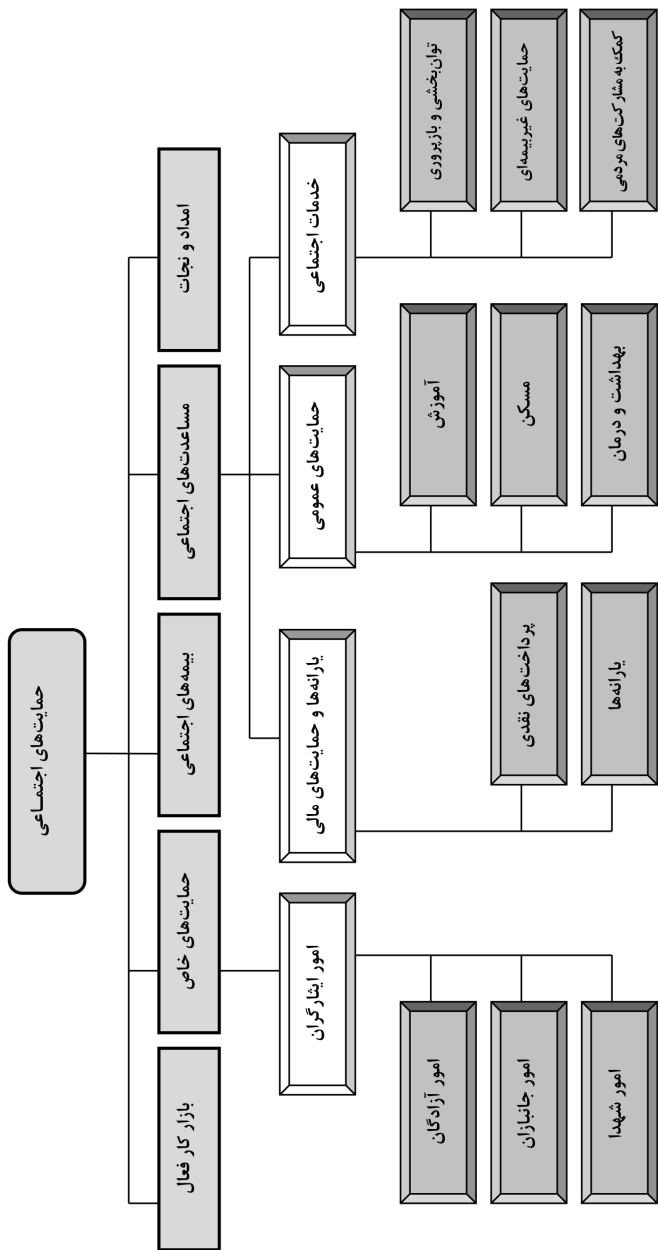 حمایت‌های اجتمـاعی
امداد و نجات
مساعدت‌های اجتماعی
بیمه‌های اجتماعی
حمایت‌های خاص
بازار کار فعال
خدمات اجتماعی
حمایت‌های عمومی
یارانه‌ها و حمایت‌های مالی
امور ایثارگران
توان‌بخشی و بازپروری
حمایت‌های غیربیمه‌ای
کمک به مشارکت‌های مردمی
آموزش
مسکن
بهداشت و درمان
پرداخت‌های نقدی
یارانه‌ها
امور آزادگان
امور جانبازان
امور شهدا